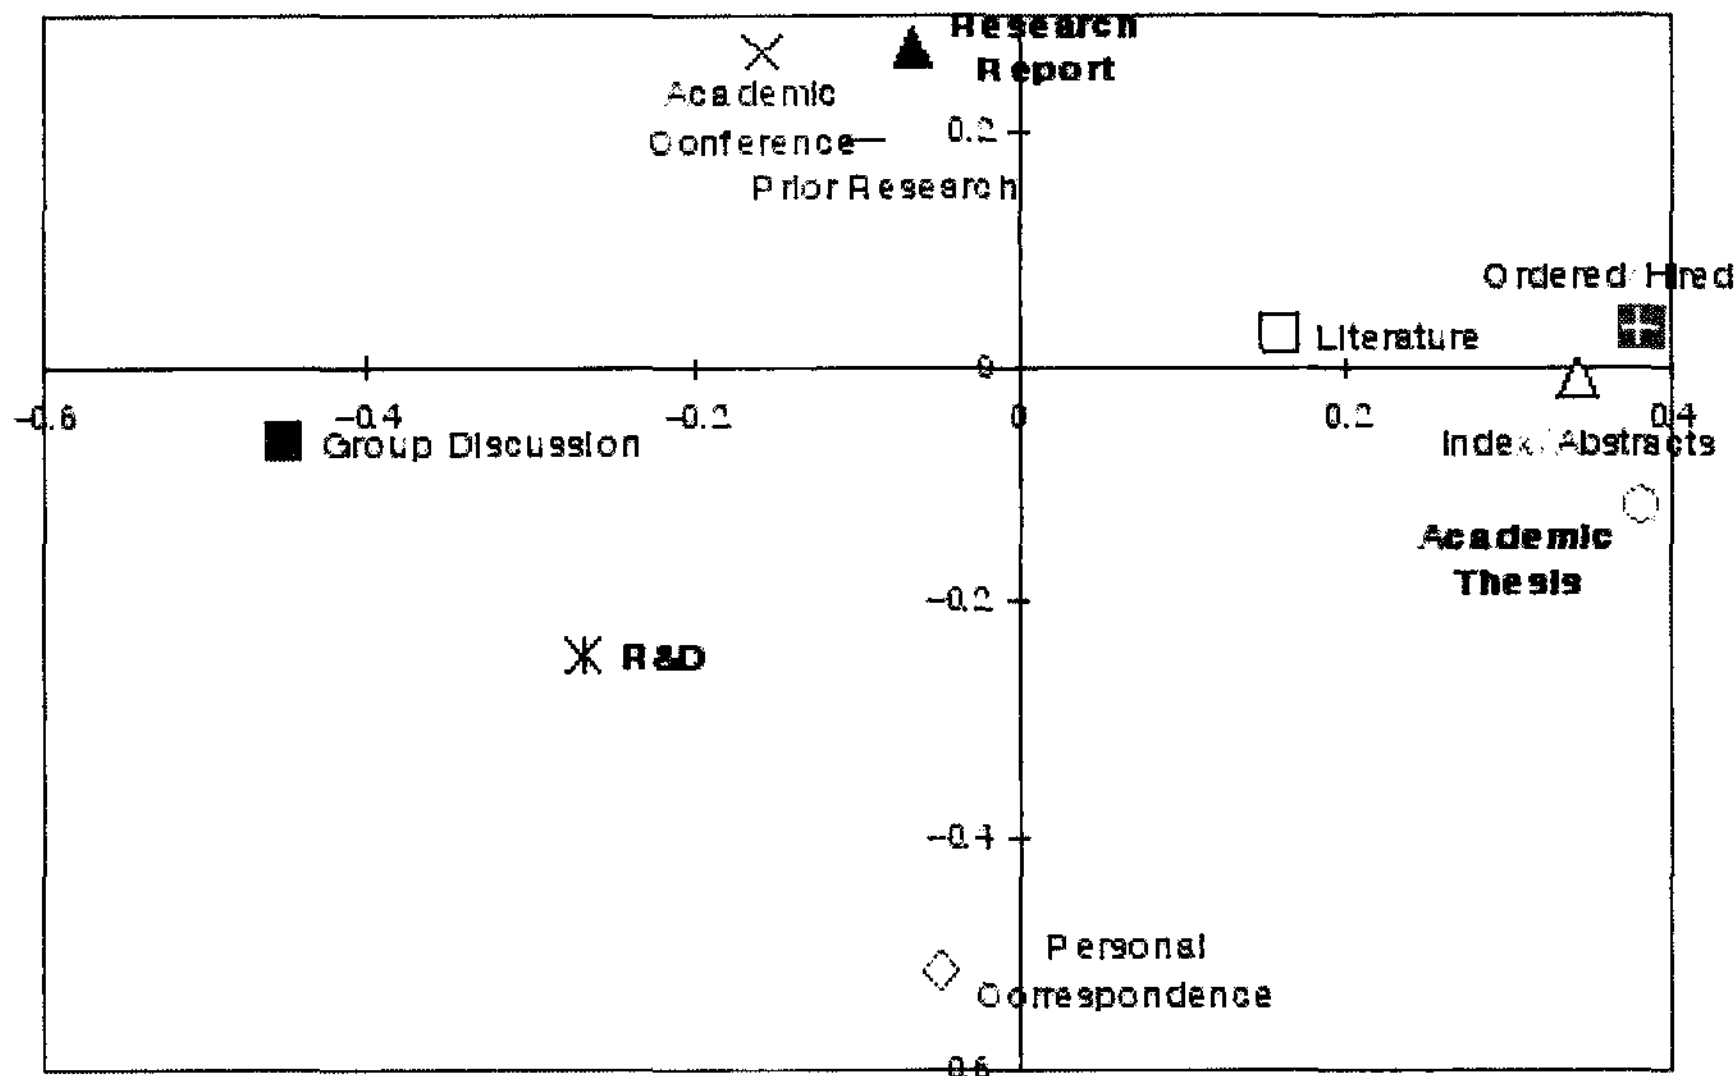 Research
Report
Academic
Conference
0.2
Prior Research
Ordered/Hired
Literature
0
-0.6
-0.4
-0.2
0
0.2
0.4
Group Discussion
Index/Abstracts
Academic
Thesis
-0.2
R&D
-0.4
Personal
Correspondence
0.6